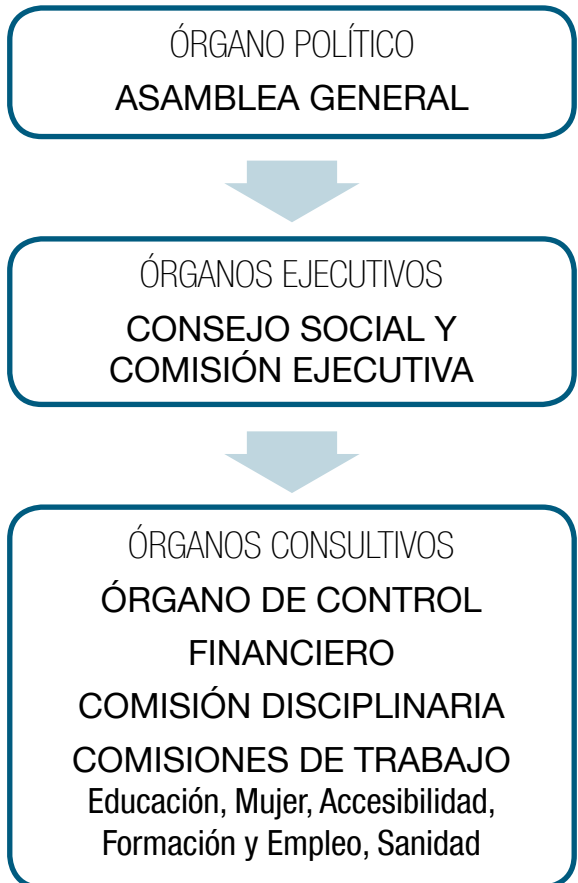 ÓRGANO POLÍTICO
ASAMBLEA GENERAL
ÓRGANOS EJECUTIVOS
CONSEJO SOCIAL Y
COMISIÓN EJECUTIVA
ÓRGANOS CONSULTIVOS
ÓRGANO DE CONTROL
FINANCIERO
COMISIÓN DISCIPLINARIA
COMISIONES DE TRABAJO
Educación, Mujer, Accesibilidad,
Formación y Empleo, Sanidad